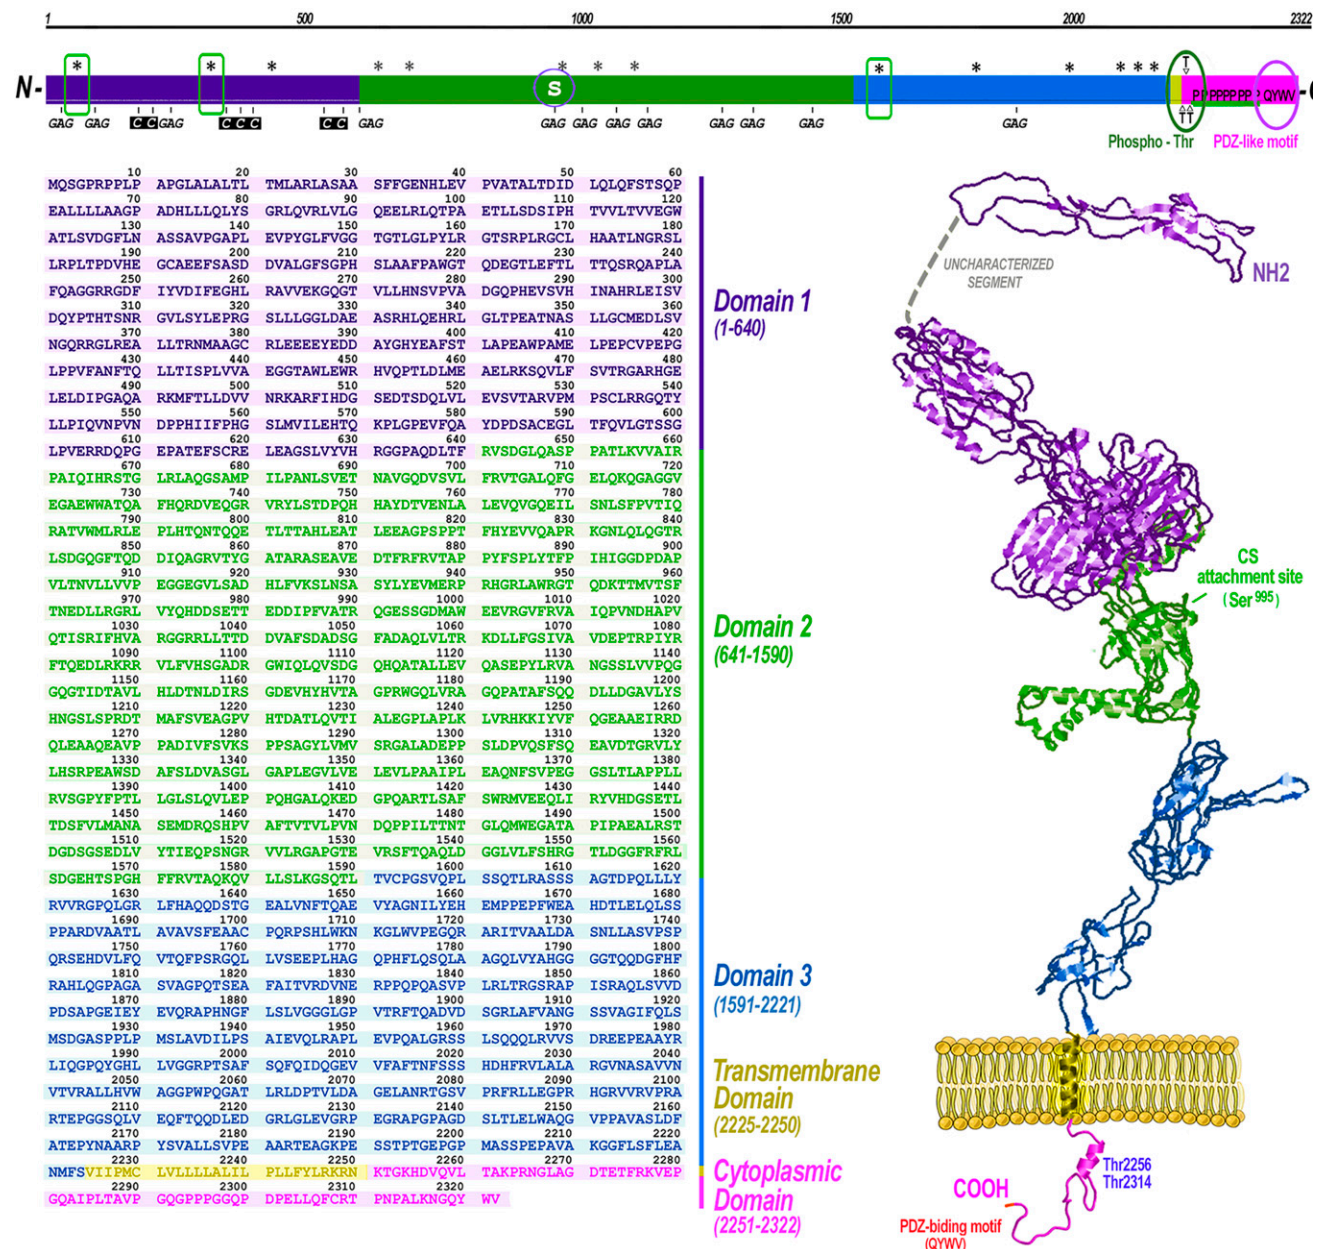 1 500 1000 1500 2000 2322
* * * * * * * * * * * * * * T
N- S P PPPPPP PP P QYWV -
GAG GAG C C GAG C C C C C GAG GAG GAG GAG GAG GAG GAG GAG GAG TT
Phospho - Thr PDZ-like motif
10 20 30 40 50 60
MQSGPRPPLP APGLALALTL TMLARLASAA SFFGENHLEV PVATALTDID LQLQFSTSQP
70 80 90 100 110 120
EALLLLAAGP ADHLLLQLYS GRLQVRLVLG QEELRLQTPA ETLLSDSIPH TVVLTVVEGW
130 140 150 160 170 180
ATLSVDGFLN ASSAVPGAPL EVPYGLFVGG TGTLGLPYLR GTSRPLRGCL HAATLNGRSL
190 200 210 220 230 240
LRPLTPDVHE GCAEEFSASD DVALGFSGPH SLAAFPAWGT QDEGTLEFTL TTQSRQAPLA
250 260 270 280 290 300
FQAGGRRGDF IYVDIFEGHL RAVVEKGQGT VLLHNSVPVA DGQPHEVSVH INAHRLEISV
310 320 330 340 350 360
DQYPTHTSNR GVLSYLEPRG SLLLGGLDAE ASRHLQEHRL GLTPEATNAS LLGCMEDLSV
370 380 390 400 410 420
NGQRRGLREA LLTRNMAAGC RLEEEEYEDD AYGHYEAFST LAPEAWPAME LPEPCVPEPG
430 440 450 460 470 480
LPPVFANFTQ LLTISPLVVA EGGTAWLEWR HVQPTLDLME AELRKSQVLF SVTRGARHGE
490 500 510 520 530 540
LELDIPGAQA RKMFTLLDVV NRKARFIHDG SEDTSDQLVL EVSVTARVPM PSCLRRGQTY
550 560 570 580 590 600
LLPIQVNPVN DPPHIIFPHG SLMVILEHTQ KPLGPEVFQA YDPDSACEGL TFQVLGTSSG
610 620 630 640 650 660
LPVERRDQPG EPATEFSCRE LEAGSLVYVH RGGPAQDLTF RVSDGLQASP PATLKVVAIR
670 680 690 700 710 720
PAIQIHRSTG LRLAQGSAMP ILPANLSVET NAVGQDVSVL FRVTGALQFG ELQKQGAGGV
730 740 750 760 770 780
EGAEWWATQA FHQRDVEQGR VRYLSTDPQH HAYDTVENLA LEVQVGQEIL SNLSFPVTIQ
790 800 810 820 830 840
RATVWMLRLE PLHTQNTQQE TLTTAHLEAT LEEAGPSPPT FHYEVVQAPR KGNLQLQGTR
850 860 870 880 890 900
LSDGQGFTQD DIQAGRVTYG ATARASEAVE DTFRFRVTAP PYFSPLYTFP IHIGGDPDAP
910 920 930 940 950 960
VLTNVLLVVP EGGEGVLSAD HLFVKSLNSA SYLYEVMERP RHGRLAWRGT QDKTTMVTSF
970 980 990 1000 1010 1020
TNEDLLRGRL VYQHDDSETT EDDIPFVATR QGESSGDMAW EEVRGVFRVA IQPVNDHAPV
1030 1040 1050 1060 1070 1080
QTISRIFHVA RGGRRLLTTD DVAFSDADSG FADAQLVLTR KDLLFGSIVA VDEPTRPIYR
1090 1100 1110 1120 1130 1140
FTQEDLRKRR VLFVHSGADR GWIQLQVSDG QHQATALLEV QASEPYLRVA NGSSLVVPQG
1150 1160 1170 1180 1190 1200
GQGTIDTAVL HLDTNLDIRS GDEVHYHVTA GPRWGQLVRA GQPATAFSQQ DLLDGAVLYS
1210 1220 1230 1240 1250 1260
HNGSLSPRDT MAFSVEAGPV HTDATLQVTI ALEGPLAPLK LVRHKKIYVF QGEAAEIRRD
1270 1280 1290 1300 1310 1320
QLEAAQEAVP PADIVFSVKS PPSAGYLVMV SRGALADEPP SLDPVQSFSQ EAVDTGRVLY
1330 1340 1350 1360 1370 1380
LHSRPEAWSD AFSLDVASGL GAPLEGVLVE LEVLPAAIPL EAQNFSVPEG GSLTLAPPLL
1390 1400 1410 1420 1430 1440
RVSGPYFPTL LGLSLQVLEP PQHGALQKED GPQARTLSAF SWRMVEEQLI RYVHDGSETL
1450 1460 1470 1480 1490 1500
TDSFVLMANA SEMDRQSHPV AFTVTVLPVN DQPPILTTNT GLQMWEGATA PIPAEALRST
1510 1520 1530 1540 1550 1560
DGDSGSEDLV YTIEQPSNGR VVLRGAPGTE VRSFTQAQLD GGLVLFSHRG TLDGGFRFRL
1570 1580 1590 1600 1610 1620
SDGEHTSPGH FFRVTAQKQV LLSLKGSQTL TVCPGSVQPL SSQTLRASSS AGTDPQLLLY
1630 1640 1650 1660 1670 1680
RVVRGPQLGR LFHAQQDSTG EALVNFTQAE VYAGNILYEH EMPPEPFWEA HDTLELQLSS
1690 1700 1710 1720 1730 1740
PPARDVAATL AVAVSFEAAC PQRPSHLWKN KGLWVPEGQR ARITVAALDA SNLLASVPSP
1750 1760 1770 1780 1790 1800
QRSEHDVLFQ VTQFPSRGQL LVSEEPLHAG QPHFLQSQLA AGQLVYAHGG GGTQQDGFHF
1810 1820 1830 1840 1850 1860
RAHLQGPAGA SVAGPQTSEA FAITVRDVNE RPPQPQASVP LRLTRGSRAP ISRAQLSVVD
1870 1880 1890 1900 1910 1920
PDSAPGEIEY EVQRAPHNGF LSLVGGGLGP VTRFTQADVD SGRLAFVANG SSVAGIFQLS
1930 1940 1950 1960 1970 1980
MSDGASPPLP MSLAVDILPS AIEVQLRAPL EVPQALGRSS LSQQQLRVVS DREEPEAAYR
1990 2000 2010 2020 2030 2040
LIQGPQYGHL LVGGRPTSAF SQFQIDQGEV VFAFTNFSSS HDHFRVLALA RGVNASAVVN
2050 2060 2070 2080 2090 2100
VTVRALLHVW AGGPWPQGAT LRLDPTVLDA GELANRTGSV PRFRLLEGPR HGRVVRVPRA
2110 2120 2130 2140 2150 2160
RTEPGGSQLV EQFTQQDLED GRLGLEVGRP EGRAPGPAGD SLTLELWAQG VPPAVASLDF
2170 2180 2190 2200 2210 2220
ATEPYNAARP YSVALLSVPE AARTEAGKPE SSTPTGEPGP MASSPEPAVA KGGFLSFLEA
2230 2240 2250 2260 2270 2280
NMFSVIIPMC LVLLLLALIL PLLFYLRKRN KTGKHDVQVL TAKPRNGLAG DTETFRKVEP
2290 2300 2310 2320
GQAIPLTAVP GQGPPPGGQP DPELLQFCRT PNPALKNGQY WV
Domain 1
(1-640)
Domain 2
(641-1590)
Domain 3
(1591-2221)
Transmembrane
Domain
(2225-2250)
Cytoplasmic
Domain
(2251-2322)
UNCHARACTERIZED
SEGMENT
NH2
CS
attachment site
(Ser995)
Thr2256
Thr2314
COOH
PDZ-biding motif
(QYWV)